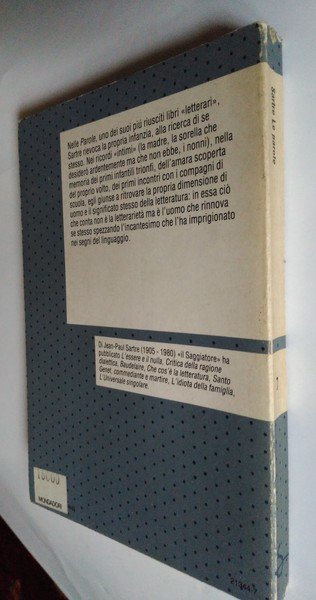 Nelle Parole, uno dei suoi più riusciti libri «letterari»,
Sartre rievoca la propria infanzia, alla ricerca di se
stesso. Nei ricordi «intimi» (la madre, la sorella che
desiderò ardentemente ma che non ebbe, i nonni), nella
memoria dei primi infantili trionfi, dell'amara scoperta
del proprio volto, dei primi incontri con i compagni di
scuola, egli giunse a ritrovare la propria dimensione di
uomo e il significato stesso della letteratura: in essa ciò
che conta non è la letterarietà ma è l'uomo che rinnova
se stesso spezzando l'incantesimo che l'ha imprigionato
nei segni del linguaggio.
Di Jean-Paul Sartre (1905 - 1980) «il Saggiatore» ha
pubblicato L'essere e il nulla, Critica della ragione
dialettica, Baudelaire, Che cos'è la letteratura, Santo
Genet, commediante e martire, L'idiota della famiglia,
L'Universale singolare.
MONDADORI
Sartre Le parole